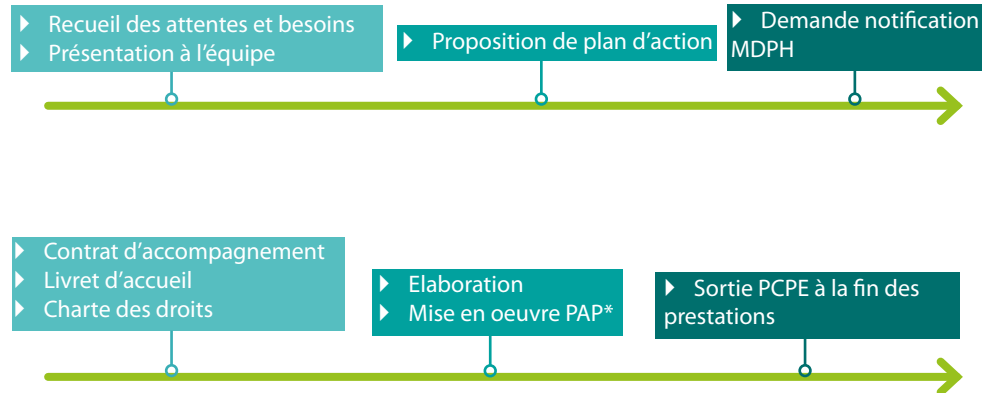 Recueil des attentes et besoins
Présentation à l'équipe
Proposition de plan d'action
Demande notification
MDPH
Contrat d'accompagnement
Livret d'accueil
Charte des droits
Elaboration
Mise en oeuvre PAP*
Sortie PCPE à la fin des
prestations